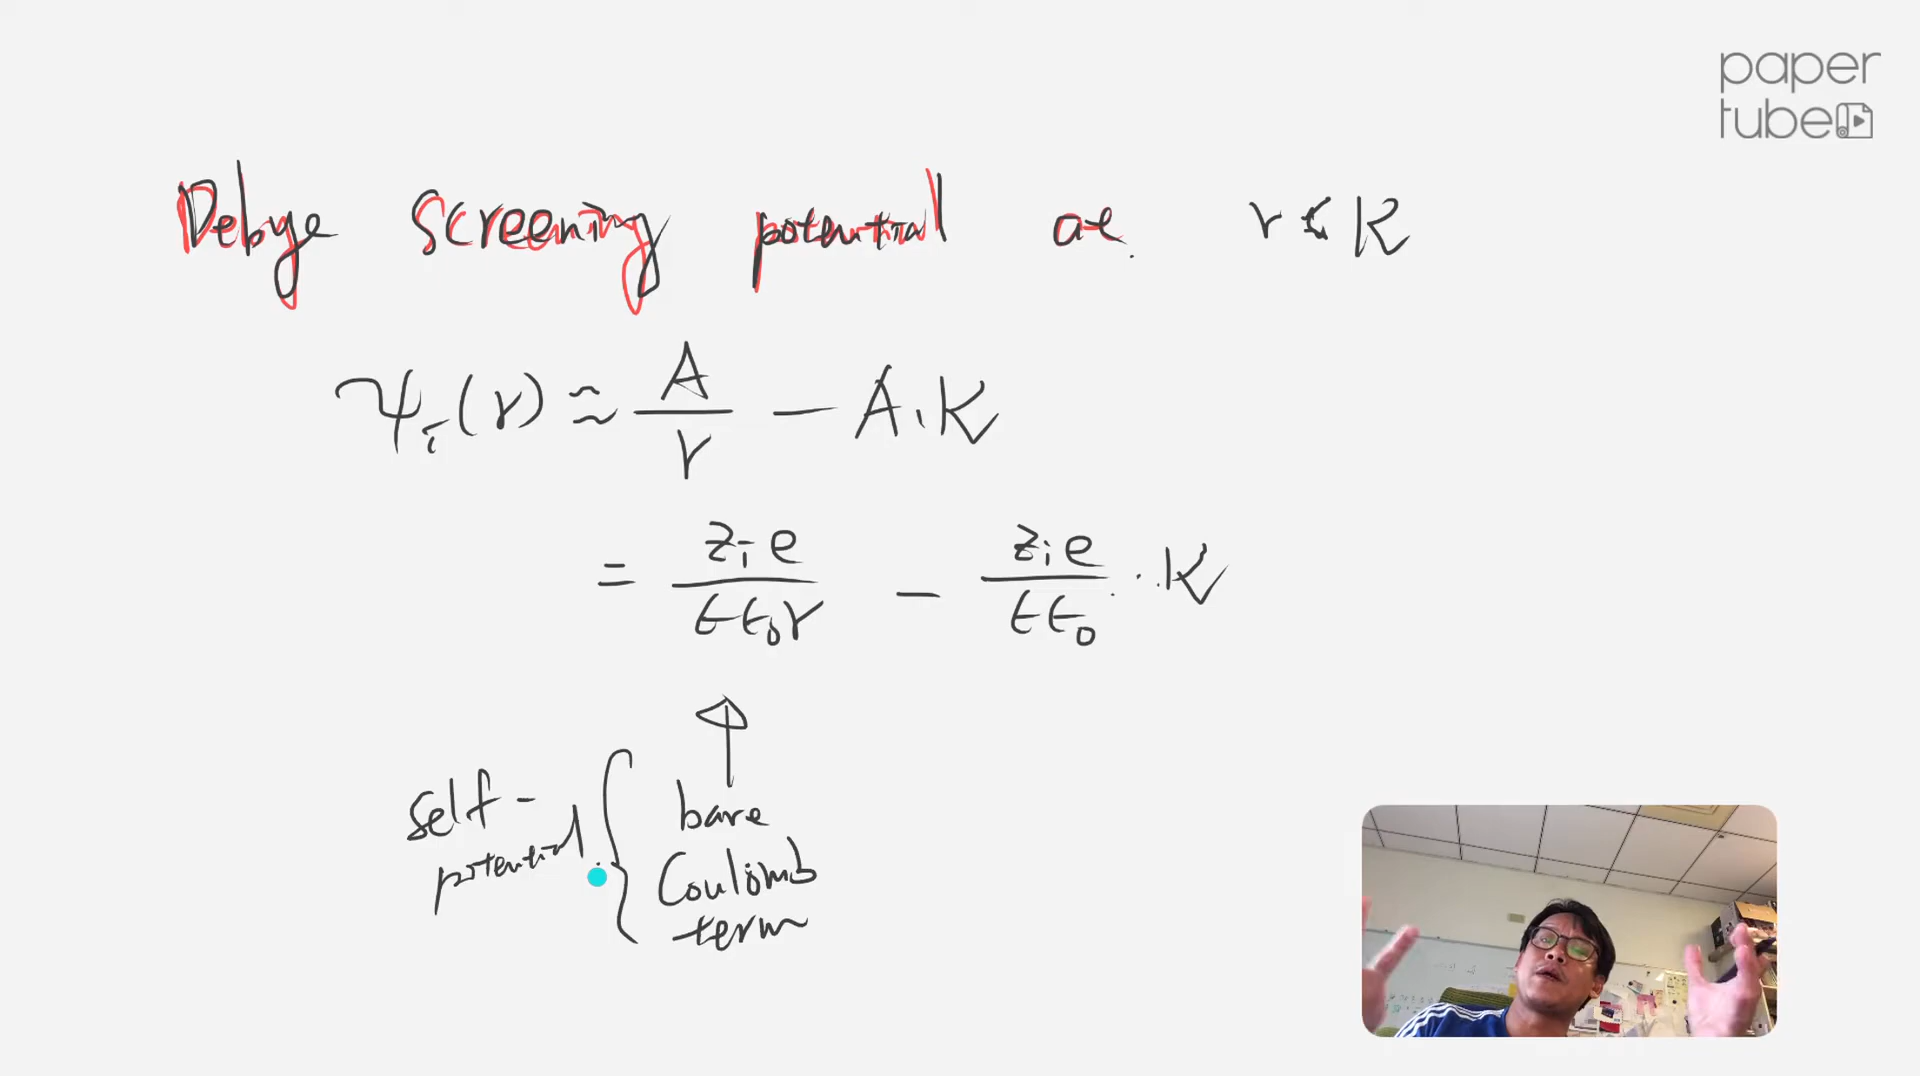 paper
tube
Debye screening potential at r < K
ψᵢ(r) ≈ A/r − A·K
= zᵢe/εε₀r − zᵢe/εε₀ · K
self-
potential
bare
Coulomb
term